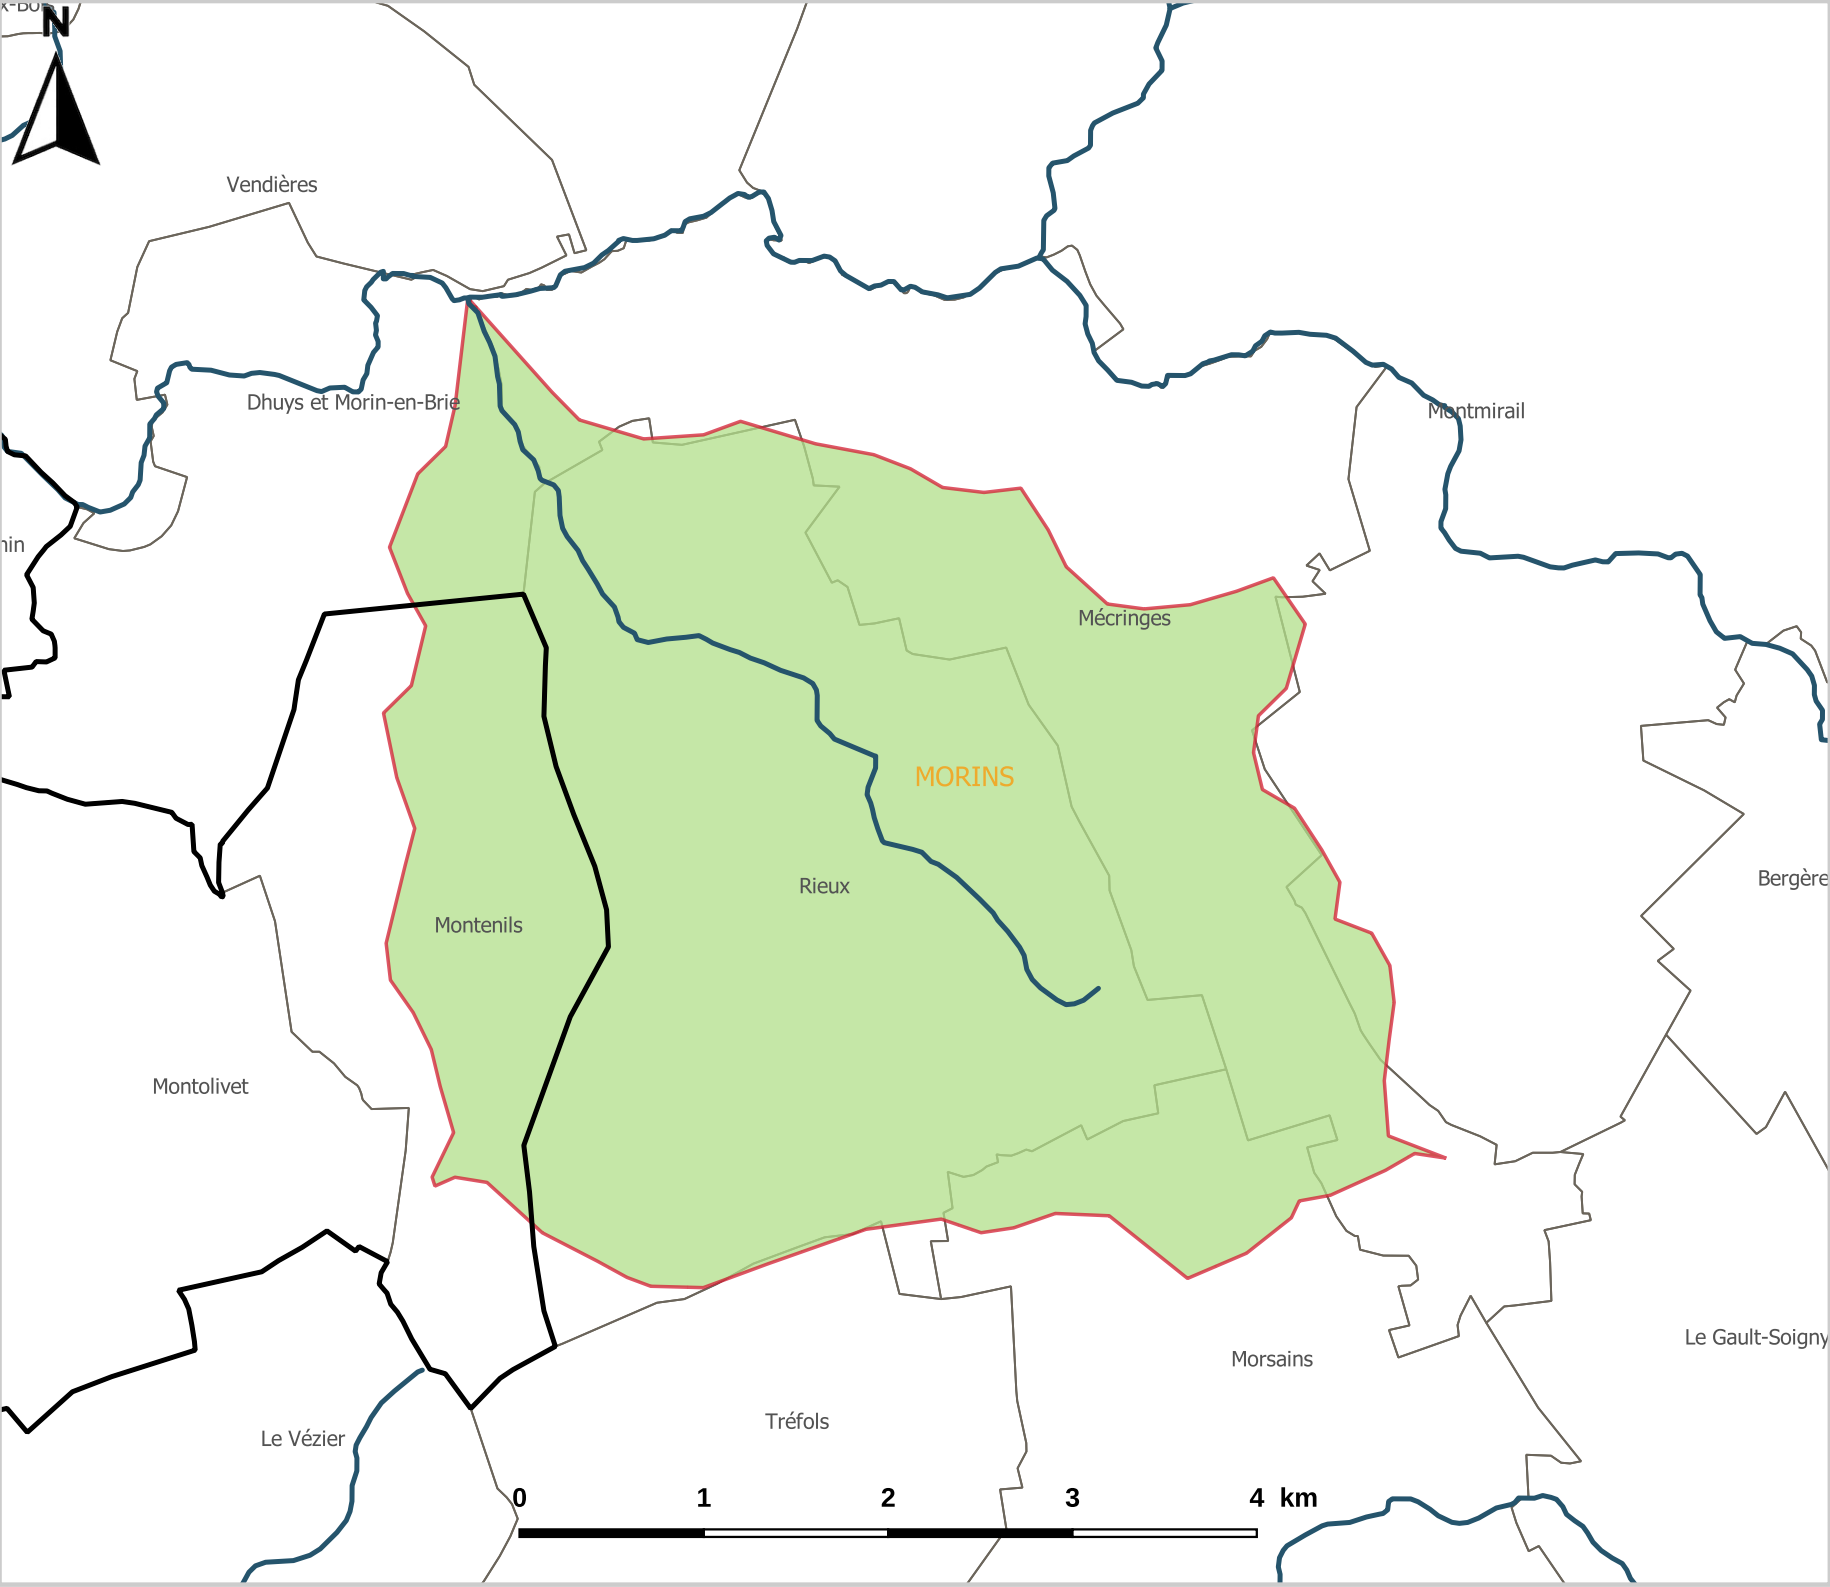 N
Vendières
Dhuys et Morin-en-Brie
Montmirail
Mécringes
MORINS
Rieux
Bergère
Montenils
Montolivet
Le Gault-Soigny
Morsains
Tréfols
Le Vézier
0 1 2 3 4 km